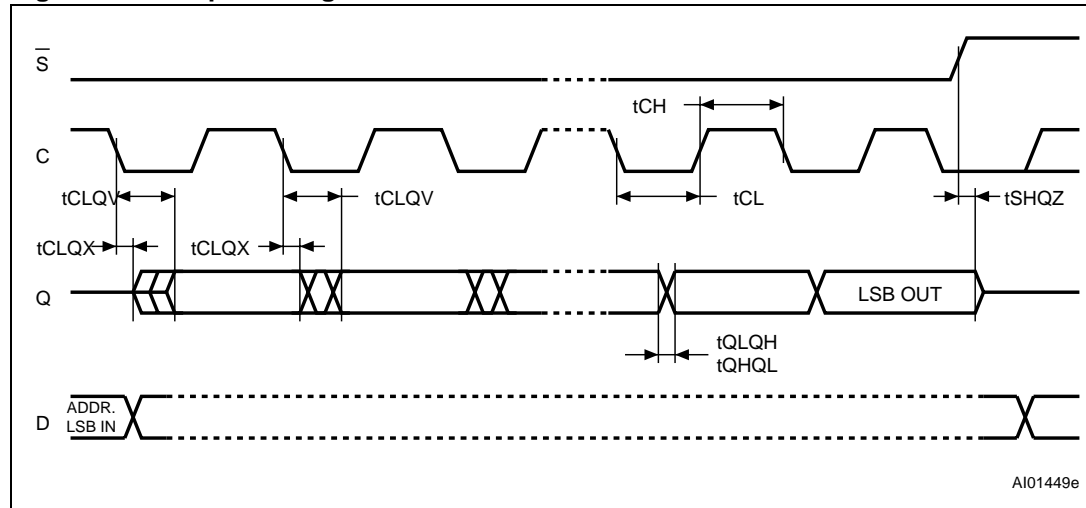 S
tCH
C
tCLQV
tCLQV
tCL
tSHQZ
tCLQX
tCLQX
Q
LSB OUT
tQLQH
tQHQL
D
ADDR.
LSB IN
AI01449e